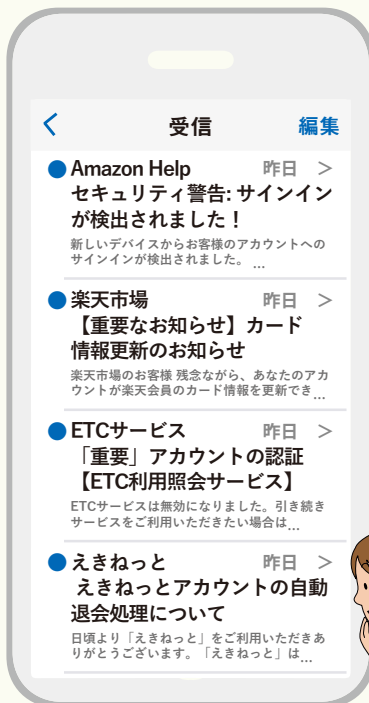 < 受信 編集
Amazon Help 昨日 >
セキュリティ警告: サインイン
が検出されました！
新しいデバイスからお客様のアカウントへの
サインインが検出されました。 ...
楽天市場 昨日 >
【重要なお知らせ】カード
情報更新のお知らせ
楽天市場のお客様 残念ながら、あなたのアカ
ウントが楽天会員のカード情報を更新でき...
ETCサービス 昨日 >
「重要」アカウントの認証
【ETC利用照会サービス】
ETCサービスは無効になりました。引き続き
サービスをご利用いただきたい場合は...
えきねっと 昨日 >
えきねっとアカウントの自動
退会処理について
日頃より「えきねっと」をご利用いただきあ
りがとうございます。「えきねっと」は...